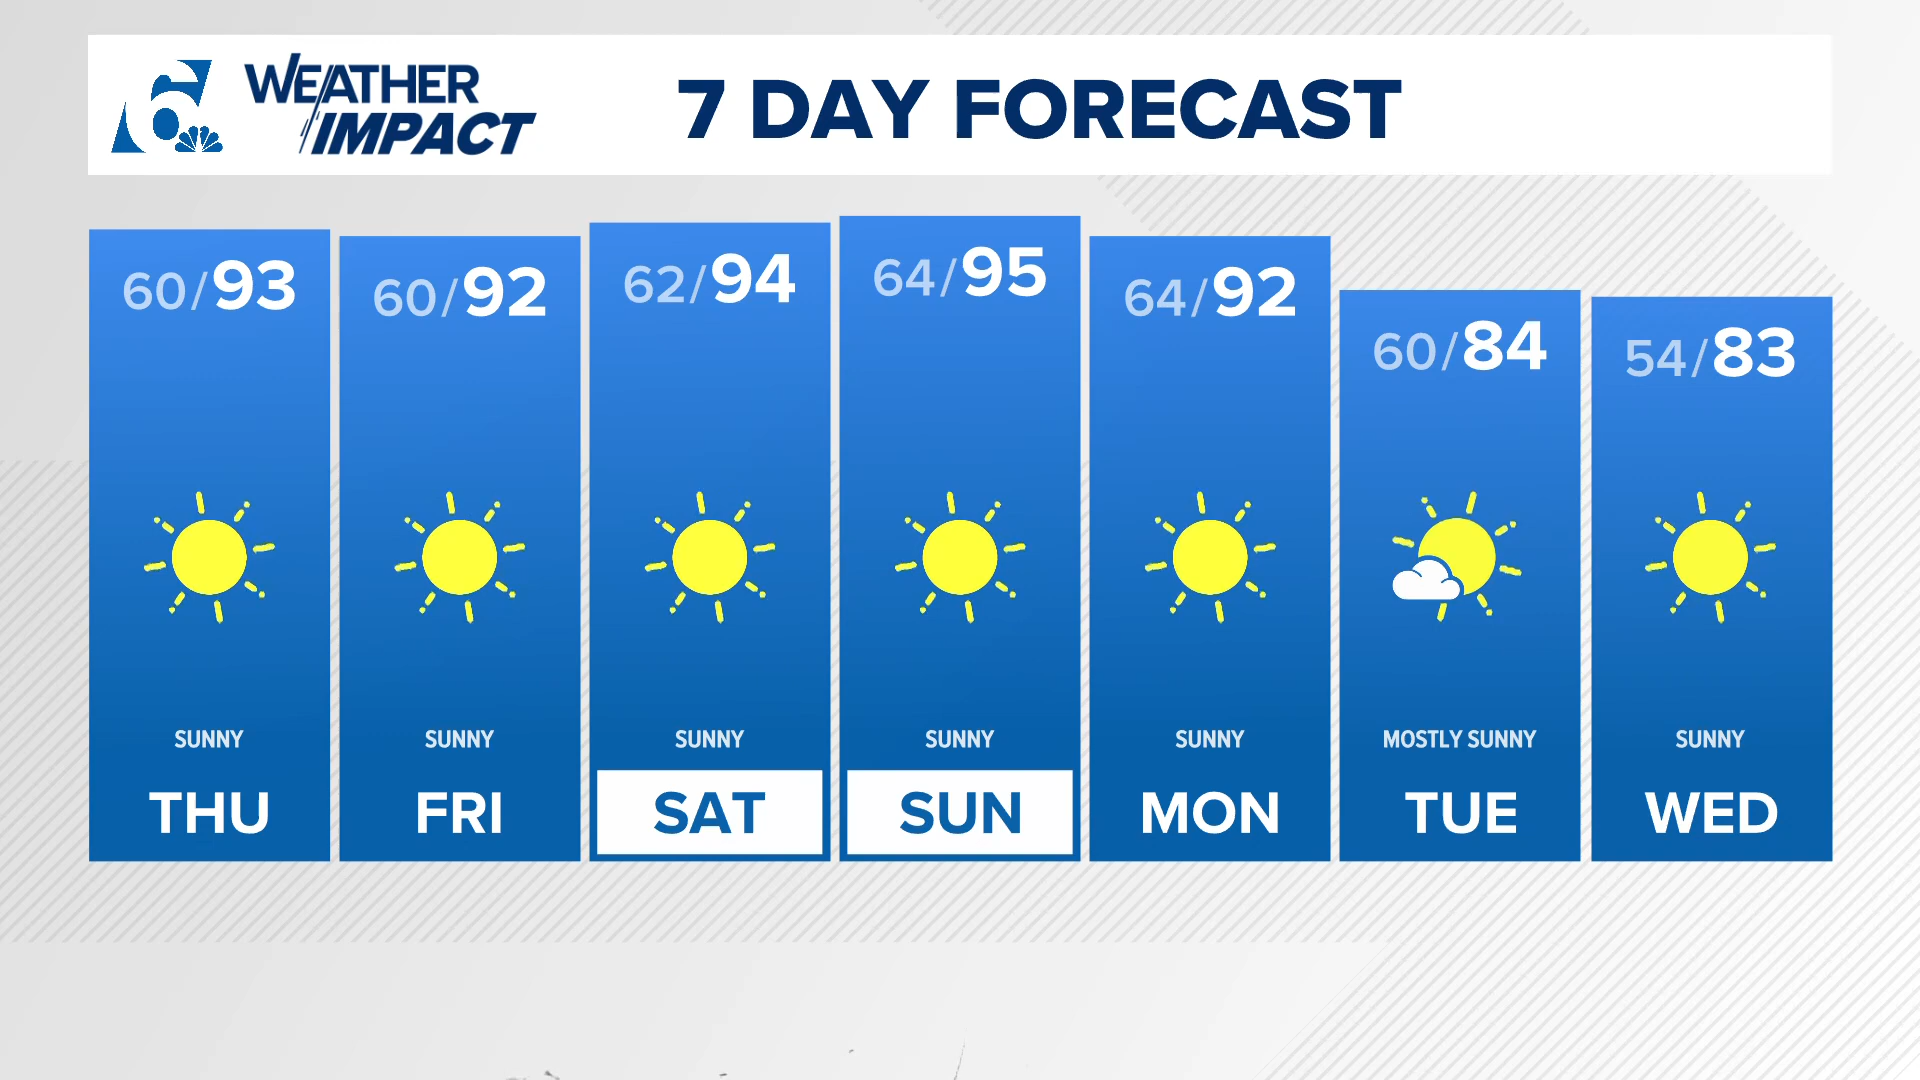 6
WEATHER
IMPACT
7 DAY FORECAST
60/93
60/92
62/94
64/95
64/92
60/84
54/83
SUNNY
SUNNY
SUNNY
SUNNY
SUNNY
MOSTLY SUNNY
SUNNY
THU
FRI
SAT
SUN
MON
TUE
WED